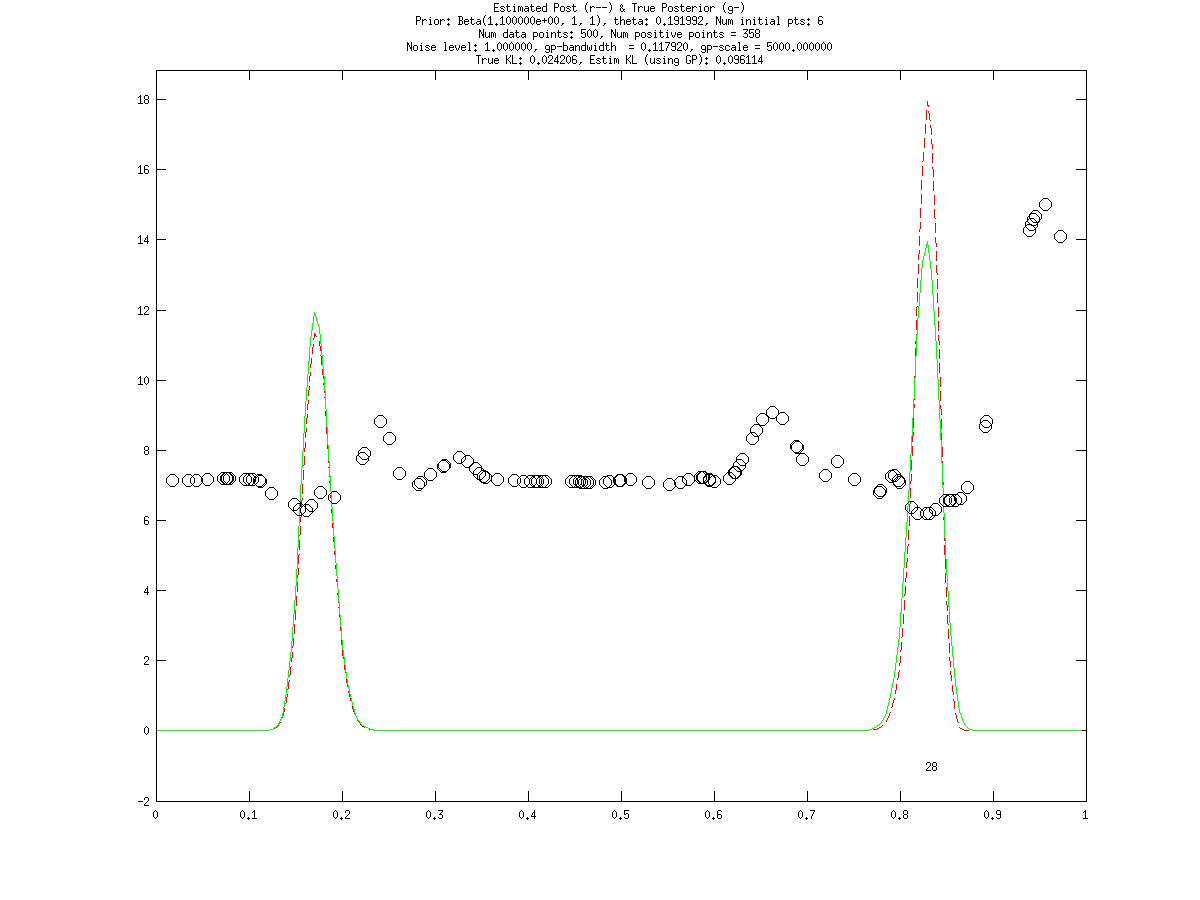 Estimated Post (r--) & True Posterior (g-)
Prior: Beta(1.100000e+00, 1, 1), theta: 0.191992, Num initial pts: 6
Num data points: 500, Num positive points = 358
Noise level: 1.000000, gp-bandwidth  = 0.117920, gp-scale = 5000.000000
True KL: 0.024206, Estim KL (using GP): 0.096114
18
16
14
12
10
8
6
4
2
0
28
-2
0 0.1 0.2 0.3 0.4 0.5 0.6 0.7 0.8 0.9 1